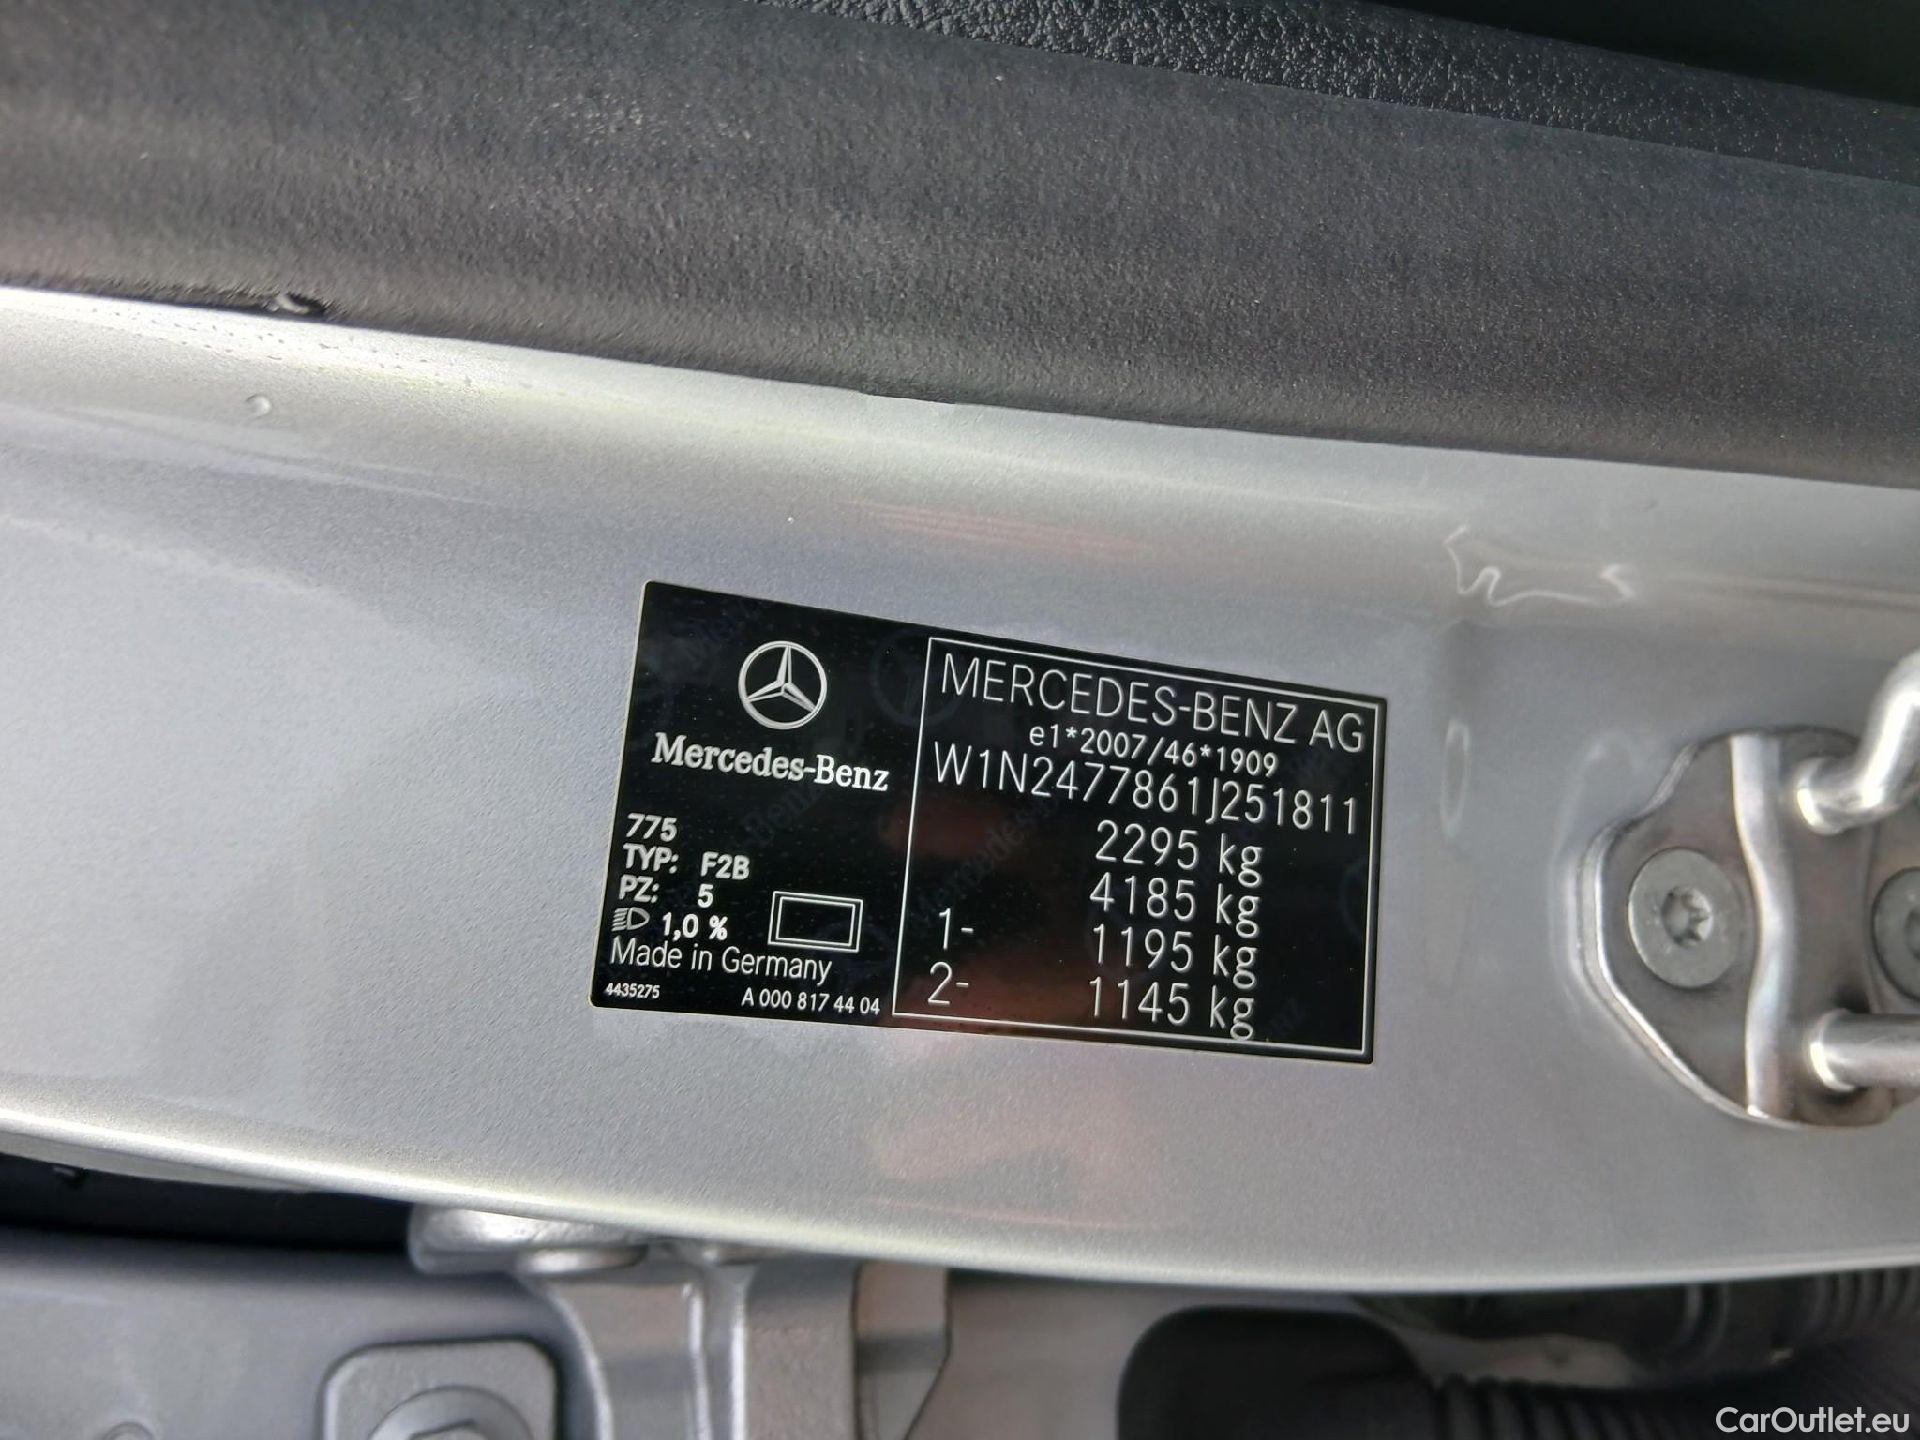 Mercedes-Benz
775
TYP: F2B
PZ: 5
1,0 %
Made in Germany
4435275 A 000 817 44 04
MERCEDES-BENZ AG
e1*2007/46*1909
W1N2477861J251811
2295 kg
4185 kg
1- 1195 kg
2- 1145 kg
CarOutlet.eu